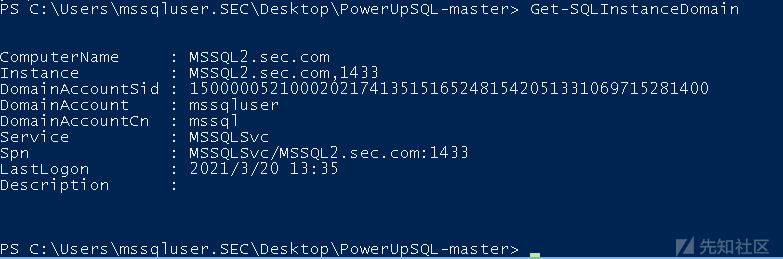 PS C:\Users\mssqluser.SEC\Desktop\PowerUpSQL-master> Get-SQLInstanceDomain
ComputerName     : MSSQL2.sec.com
Instance         : MSSQL2.sec.com,1433
DomainAccountSid : 150000052100020217413515165248154205133106971528​1400
DomainAccount    : mssqluser
DomainAccountCn  : mssql
Service          : MSSQLSvc
Spn              : MSSQLSvc/MSSQL2.sec.com:1433
LastLogon        : 2021/3/20 13:35
Description      :
PS C:\Users\mssqluser.SEC\Desktop\PowerUpSQL-master>
先知社区